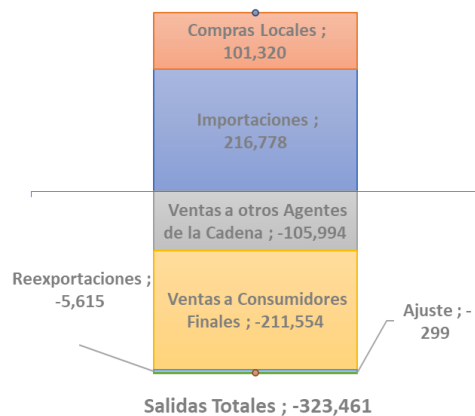 Compras Locales ;
101,320
Importaciones ;
216,778
Ventas a otros Agentes
de la Cadena ; -105,994
Reexportaciones ;
-5,615
Ventas a Consumidores
Finales ; -211,554
Ajuste ; -
299
Salidas Totales ; -323,461